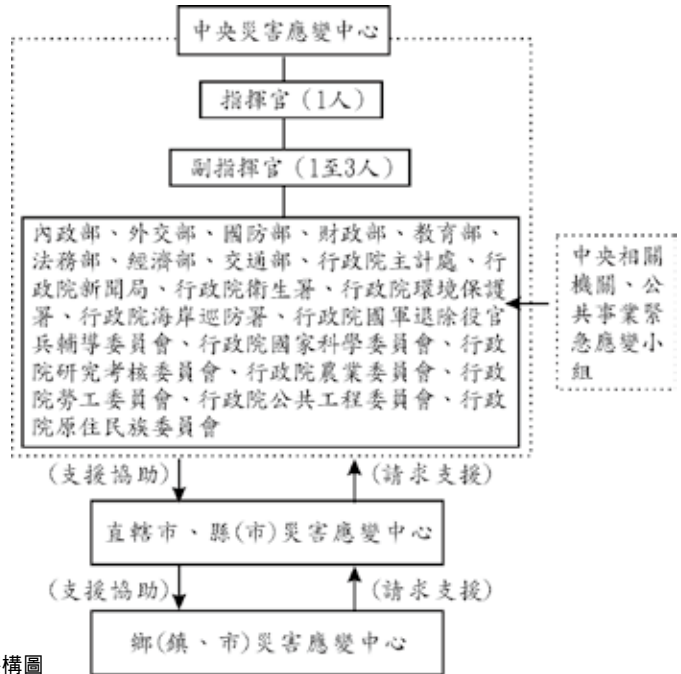 中央災害應變中心
指揮官（1人）
副指揮官（1至3人）
內政部、外交部、國防部、財政部、教育部、
法務部、經濟部、交通部、行政院主計處、行
政院新聞局、行政院衛生署、行政院環境保護
署、行政院海岸巡防署、行政院國軍退除役官
兵輔導委員會、行政院國家科學委員會、行政
院研究考核委員會、行政院農業委員會、行政
院勞工委員會、行政院公共工程委員會、行政
院原住民族委員會
中央相關
機關、公
共事業緊
急應變小
組
(支援協助)
(請求支援)
直轄市、縣(市)災害應變中心
(支援協助)
(請求支援)
鄉(鎮、市)災害應變中心
構圖